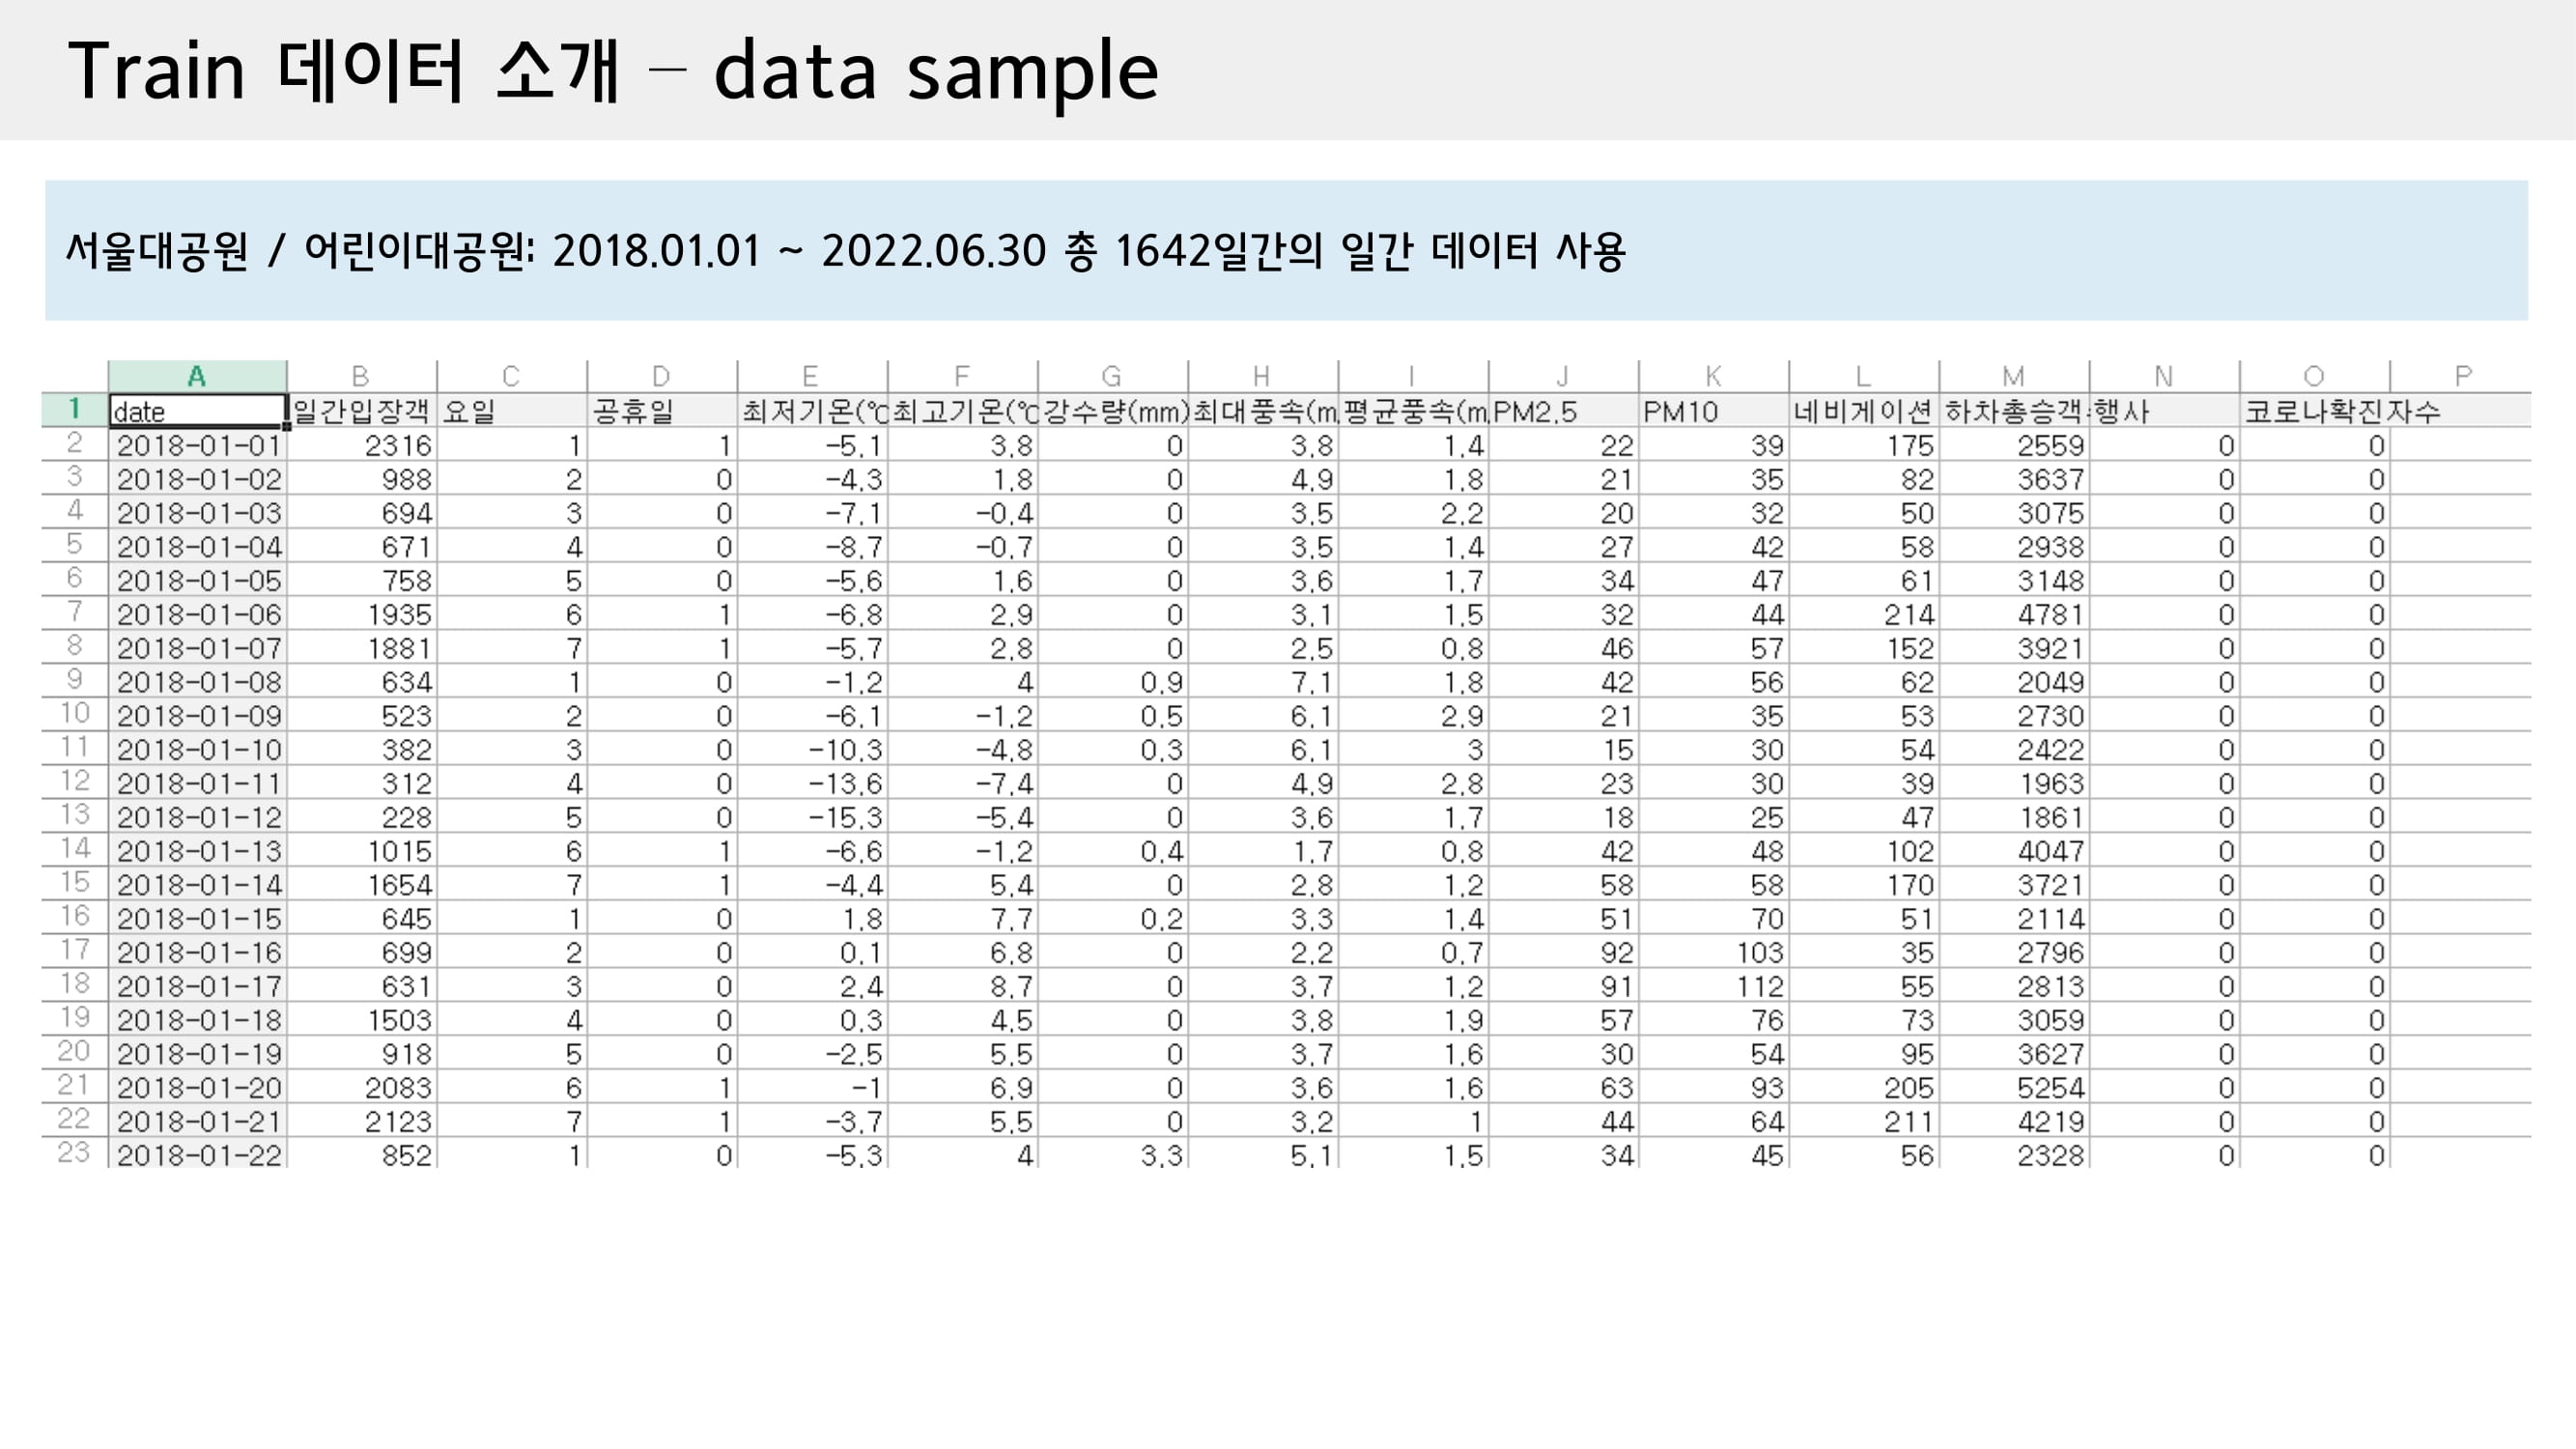 Train 데이터 소개 – data sample
서울대공원 / 어린이대공원: 2018.01.01 ~ 2022.06.30 총 1642일간의 일간 데이터 사용
A B C D E F G H I J K L M N O P
1 date 일간입장객 요일 공휴일 최저기온(℃ 최고기온(℃ 강수량(mm) 최대풍속(m 평균풍속(m PM2.5 PM10 네비게이션 하차총승객 행사 코로나확진자수
2 2018-01-01 2316 1 1 -5.1 3.8 0 3.8 1.4 22 39 175 2559 0 0
3 2018-01-02 988 2 0 -4.3 1.8 0 4.9 1.8 21 35 82 3637 0 0
4 2018-01-03 694 3 0 -7.1 -0.4 0 3.5 2.2 20 32 50 3075 0 0
5 2018-01-04 671 4 0 -8.7 -0.7 0 3.5 1.4 27 42 58 2938 0 0
6 2018-01-05 758 5 0 -5.6 1.6 0 3.6 1.7 34 47 61 3148 0 0
7 2018-01-06 1935 6 1 -6.8 2.9 0 3.1 1.5 32 44 214 4781 0 0
8 2018-01-07 1881 7 1 -5.7 2.8 0 2.5 0.8 46 57 152 3921 0 0
9 2018-01-08 634 1 0 -1.2 4 0.9 7.1 1.8 42 56 62 2049 0 0
10 2018-01-09 523 2 0 -6.1 -1.2 0.5 6.1 2.9 21 35 53 2730 0 0
11 2018-01-10 382 3 0 -10.3 -4.8 0.3 6.1 3 15 30 54 2422 0 0
12 2018-01-11 312 4 0 -13.6 -7.4 0 4.9 2.8 23 30 39 1963 0 0
13 2018-01-12 228 5 0 -15.3 -5.4 0 3.6 1.7 18 25 47 1861 0 0
14 2018-01-13 1015 6 1 -6.6 -1.2 0.4 1.7 0.8 42 48 102 4047 0 0
15 2018-01-14 1654 7 1 -4.4 5.4 0 2.8 1.2 58 58 170 3721 0 0
16 2018-01-15 645 1 0 1.8 7.7 0.2 3.3 1.4 51 70 51 2114 0 0
17 2018-01-16 699 2 0 0.1 6.8 0 2.2 0.7 92 103 35 2796 0 0
18 2018-01-17 631 3 0 2.4 8.7 0 3.7 1.2 91 112 55 2813 0 0
19 2018-01-18 1503 4 0 0.3 4.5 0 3.8 1.9 57 76 73 3059 0 0
20 2018-01-19 918 5 0 -2.5 5.5 0 3.7 1.6 30 54 95 3627 0 0
21 2018-01-20 2083 6 1 -1 6.9 0 3.6 1.6 63 93 205 5254 0 0
22 2018-01-21 2123 7 1 -3.7 5.5 0 3.2 1 44 64 211 4219 0 0
23 2018-01-22 852 1 0 -5.3 4 3.3 5.1 1.5 34 45 56 2328 0 0